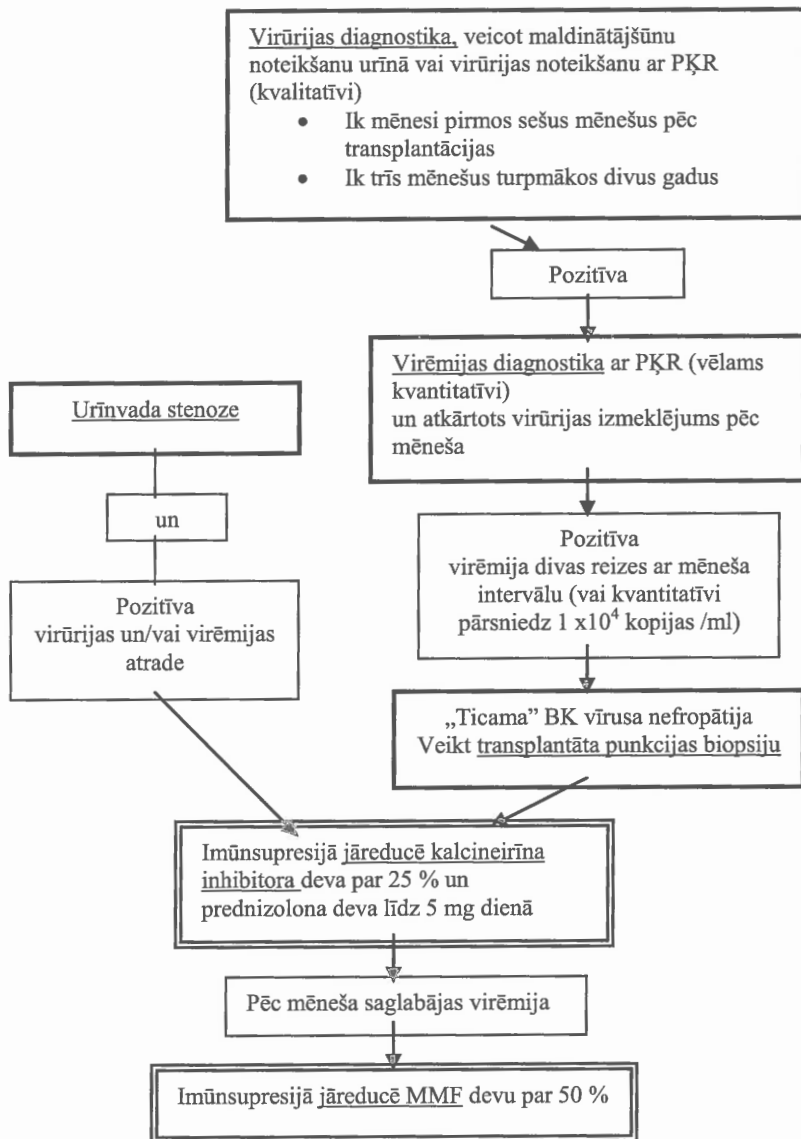 Virūrijas diagnostika, veicot maldinātājšūnu
noteikšanu urīnā vai virūrijas noteikšanu ar PĶR
(kvalitatīvi)
• Ik mēnesi pirmos sešus mēnešus pēc
transplantācijas
• Ik trīs mēnešus turpmākos divus gadus
Pozitīva
Virēmijas diagnostika ar PĶR (vēlams
kvantitatīvi)
un atkārtots virūrijas izmeklējums pēc
mēneša
Urīnvada stenoze
un
Pozitīva
virūrijas un/vai virēmijas
atrade
Pozitīva
virēmija divas reizes ar mēneša
intervālu (vai kvantitatīvi
pārsniedz 1 x10⁴ kopijas /ml)
„Ticama” BK vīrusa nefropātija
Veikt transplantāta punkcijas biopsiju
Imūnsupresijā jāreducē kalcineirīna
inhibitora deva par 25 % un
prednizolona deva līdz 5 mg dienā
Pēc mēneša saglabājas virēmija
Imūnsupresijā jāreducē MMF devu par 50 %